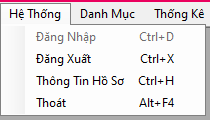 Hệ Thống Danh Mục Thống Kê
Đăng Nhập Ctrl+D
Đăng Xuất Ctrl+X
Thông Tin Hồ Sơ Ctrl+H
Thoát Alt+F4